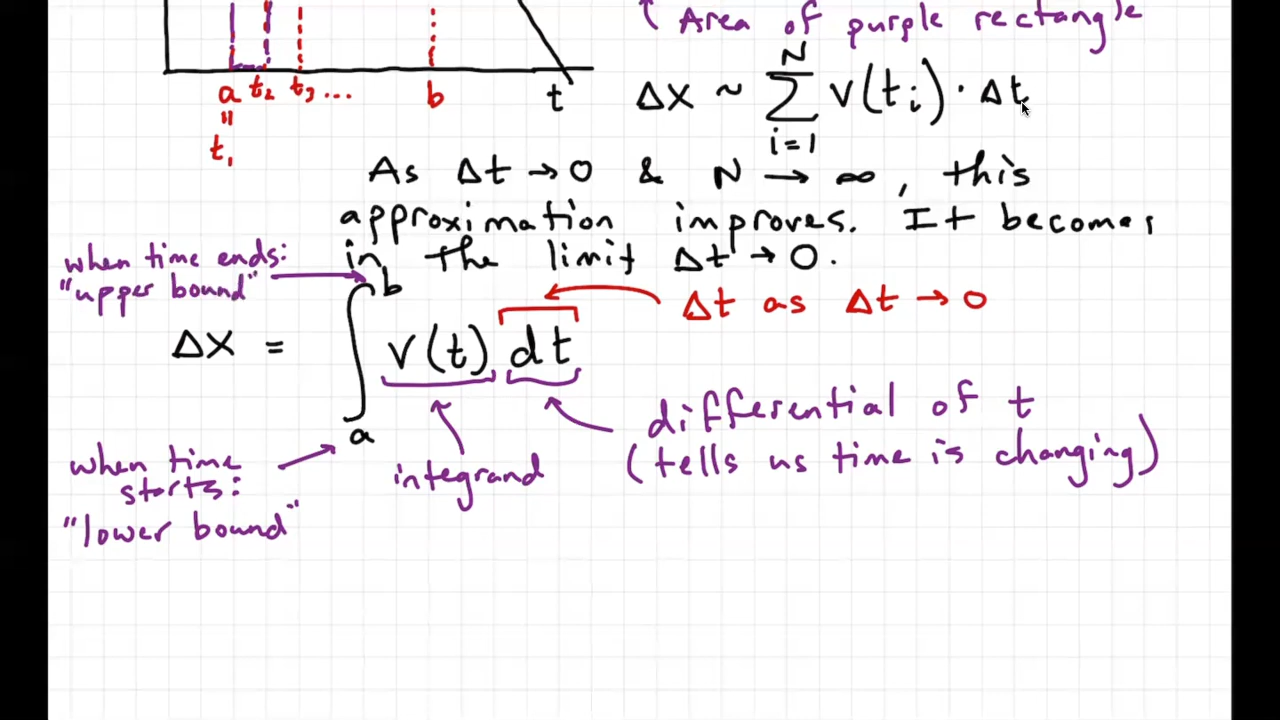 Area of purple rectangle
a t₂ t₃ ... b t
"
t₁
Δx ~ N Σ i=1 v(tᵢ) · Δt
As Δt → 0 & N → ∞, this
approximation improves. It becomes
in the limit Δt → 0.
when time ends:
"upper bound"
Δt as Δt → 0
Δx = ∫ₐᵇ v(t) dt
differential of t
(tells us time is changing)
integrand
when time
starts:
"lower bound"